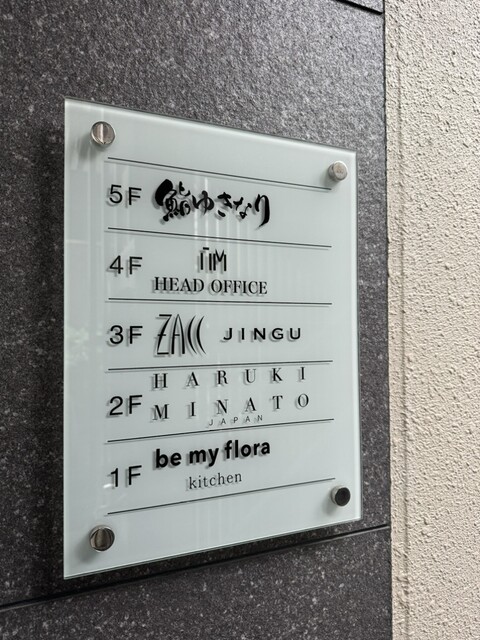 5F 鮨ゆきなり
4F TIM
HEAD OFFICE
3F ZACC JINGU
2F HARUKI
MINATO
JAPAN
1F be my flora
kitchen